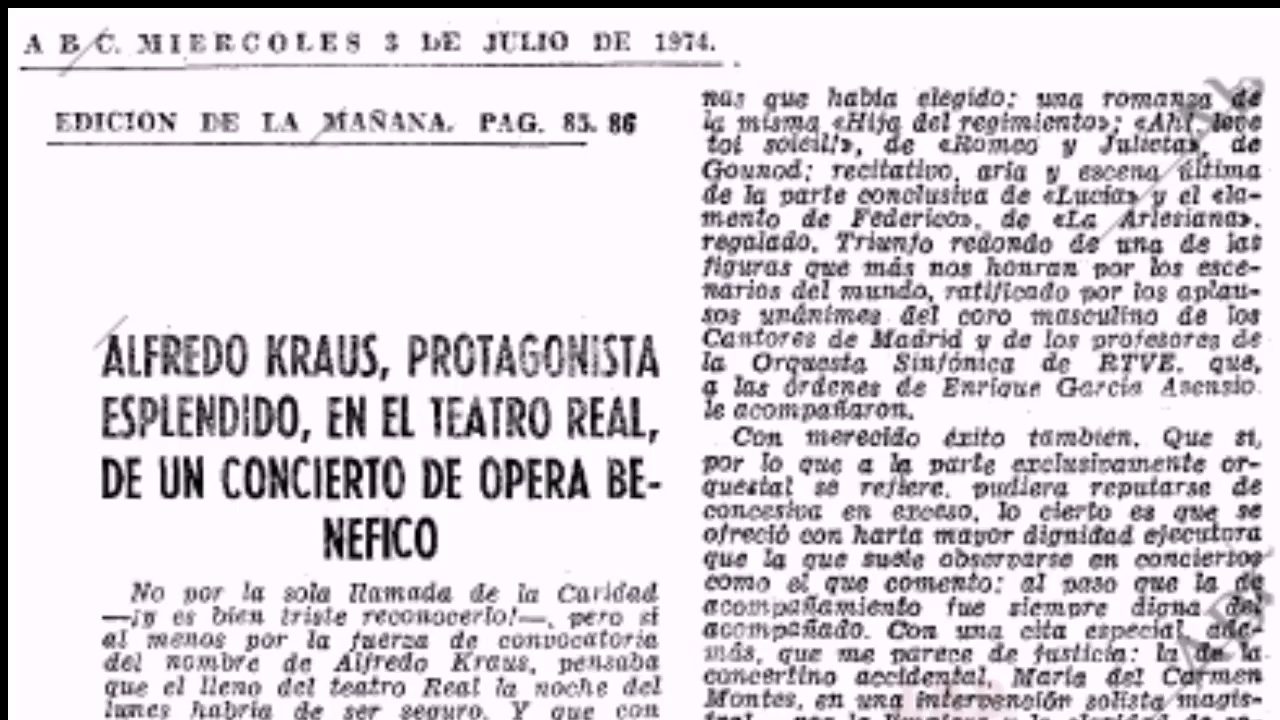 A B C. MIERCOLES 3 DE JULIO DE 1974.
EDICION DE LA MAÑANA. PAG. 85. 86
ALFREDO KRAUS, PROTAGONISTA
ESPLENDIDO, EN EL TEATRO REAL,
DE UN CONCIERTO DE OPERA BE-
NEFICO
No por la sola llamada de la Caridad
—¡y es bien triste reconocerlo!—, pero sí
al menos por la fuerza de convocatoria
del nombre de Alfredo Kraus, pensaba
que el lleno del teatro Real la noche del
lunes habría de ser seguro. Y que con
nas que había elegido: una romanza de
la misma «Hija del regimiento»; «Ah!, leve
toi soleil!», de «Romeo y Julieta», de
Gounod; recitativo, aria y escena última
de la parte conclusiva de «Lucía» y el «la-
mento de Federico», de «La Arlesiana»,
regalado. Triunfo redondo de una de las
figuras que más nos honran por los esce-
narios del mundo, ratificado por los aplau-
sos unánimes del coro masculino de los
Cantores de Madrid y de los profesores de
la Orquesta Sinfónica de RTVE. que,
a las órdenes de Enrique García Asensio.
le acompañaron.
Con merecido éxito también. Que si,
por lo que a la parte exclusivamente or-
questal se refiere, pudiera reputarse de
concesiva en exceso, lo cierto es que se
ofreció con harta mayor dignidad ejecutora
que la que suele observarse en conciertos
como el que comento; al paso que la de
acompañamiento fue siempre digna del
acompañado. Con una cita especial, ade-
más, que me parece de justicia: la de la
concertino accidental, María del Carmen
Montes, en una intervención solista magis-